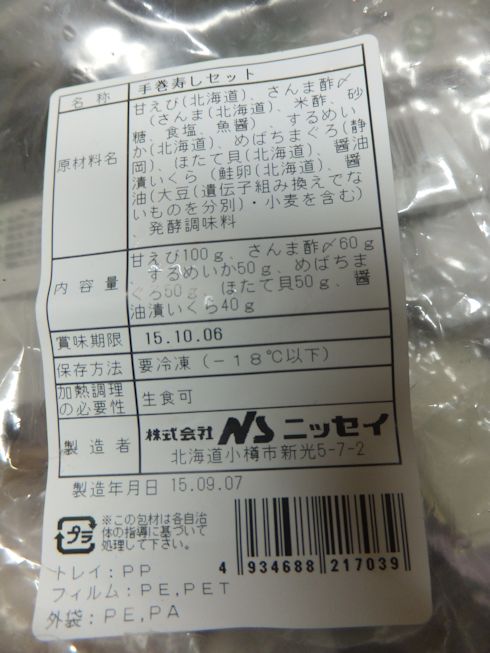 名称 手巻寿しセット
原材料名 甘えび(北海道)、さんま酢〆
(さんま(北海道)、米酢、砂
糖、食塩、魚醤)、するめい
か(北海道)、めばちまぐろ(静
岡)、ほたて貝(北海道)、醤油
漬いくら(鮭卵(北海道)、醤
油(大豆(遺伝子組み換えでな
いものを分別)・小麦を含む)
、発酵調味料
内容量 甘えび100g、さんま酢〆60g
、するめいか50g、めばちま
ぐろ50g、ほたて貝50g、醤
油漬いくら40g
賞味期限 15.10.06
保存方法 要冷凍(-18℃以下)
加熱調理
の必要性 生食可
製造者 株式会社 NS ニッセイ
北海道小樽市新光5-7-2
製造年月日 15.09.07
プラ
※この包材は各自治
体の指導に基づいて
処理して下さい。
トレイ:PP
フィルム:PE,PET
外袋:PE,PA
4 934688 217039